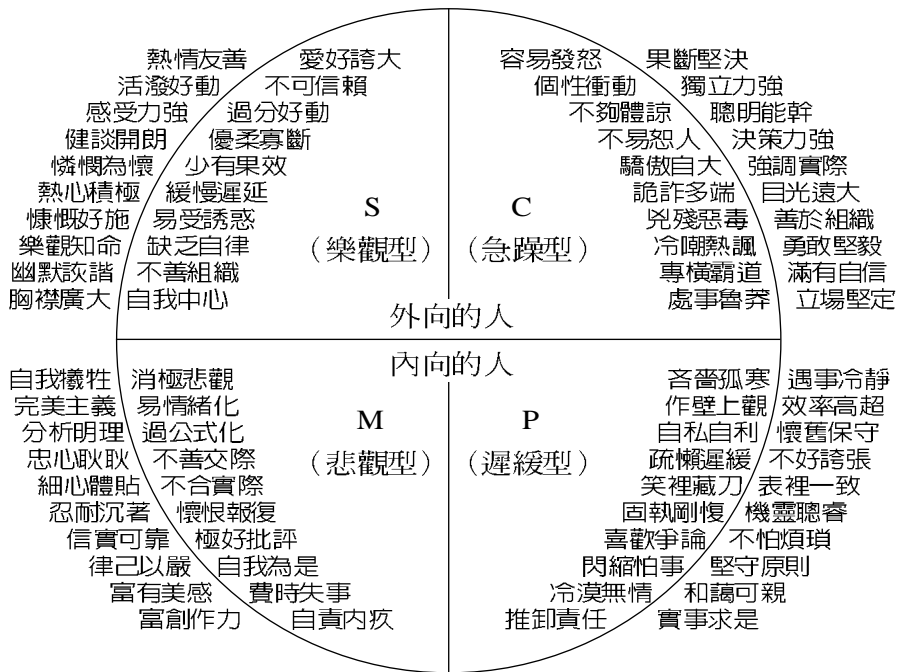 熱情友善 愛好誇大 容易發怒 果斷堅決
活潑好動 不可信賴 個性衝動 獨立力強
感受力強 過分好動 不夠體諒 聰明能幹
健談開朗 優柔寡斷 不易恕人 決策力強
憐憫為懷 少有果效 驕傲自大 強調實際
熱心積極 緩慢遲延 詭詐多端 目光遠大
慷慨好施 易受誘惑 S C 兇殘惡毒 善於組織
樂觀知命 缺乏自律 (樂觀型) (急躁型) 冷嘲熱諷 勇敢堅毅
幽默詼諧 不善組織 專橫霸道 滿有自信
胸襟廣大 自我中心 處事魯莽 立場堅定
外向的人
內向的人
自我犧牲 消極悲觀 吝嗇孤寒 遇事冷靜
完美主義 易情緒化 M P 作壁上觀 效率高超
分析明理 過公式化 自私自利 懷舊保守
忠心耿耿 不善交際 (悲觀型) (遲緩型) 疏懶遲緩 不好誇張
細心體貼 不合實際 笑裡藏刀 表裡一致
忍耐沉著 懷恨報復 固執剛愎 機靈聰睿
信實可靠 極好批評 喜歡爭論 不怕煩瑣
律己以嚴 自我為是 閃縮怕事 堅守原則
富有美感 費時失事 冷漠無情 和藹可親
富創作力 自責內疚 推卸責任 實事求是